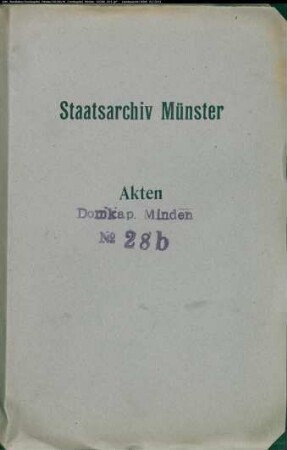 Staatsarchiv Münster
Akten
Domkap. Minden
№ 28b